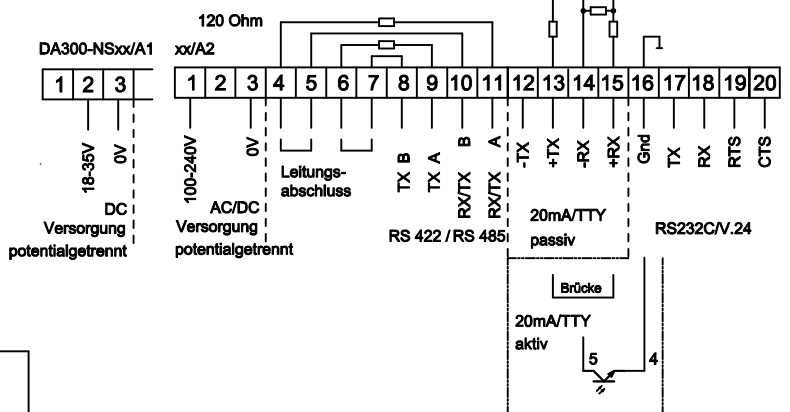 120 Ohm
DA300-NSxx/A1 xx/A2
1 2 3 1 2 3 4 5 6 7 8 9 10 11 12 13 14 15 16 17 18 19 20
18-35V
0V
100-240V
0V
Leitungs-
abschluss
TX B
TX A
RX/TX B
RX/TX A
-TX
+TX
-RX
+RX
Gnd
TX
RX
RTS
CTS
DC
Versorgung
potentialgetrennt
AC/DC
Versorgung
potentialgetrennt
RS 422 / RS 485
20mA/TTY
passiv
RS232C/V.24
Brücke
20mA/TTY
aktiv
5 4